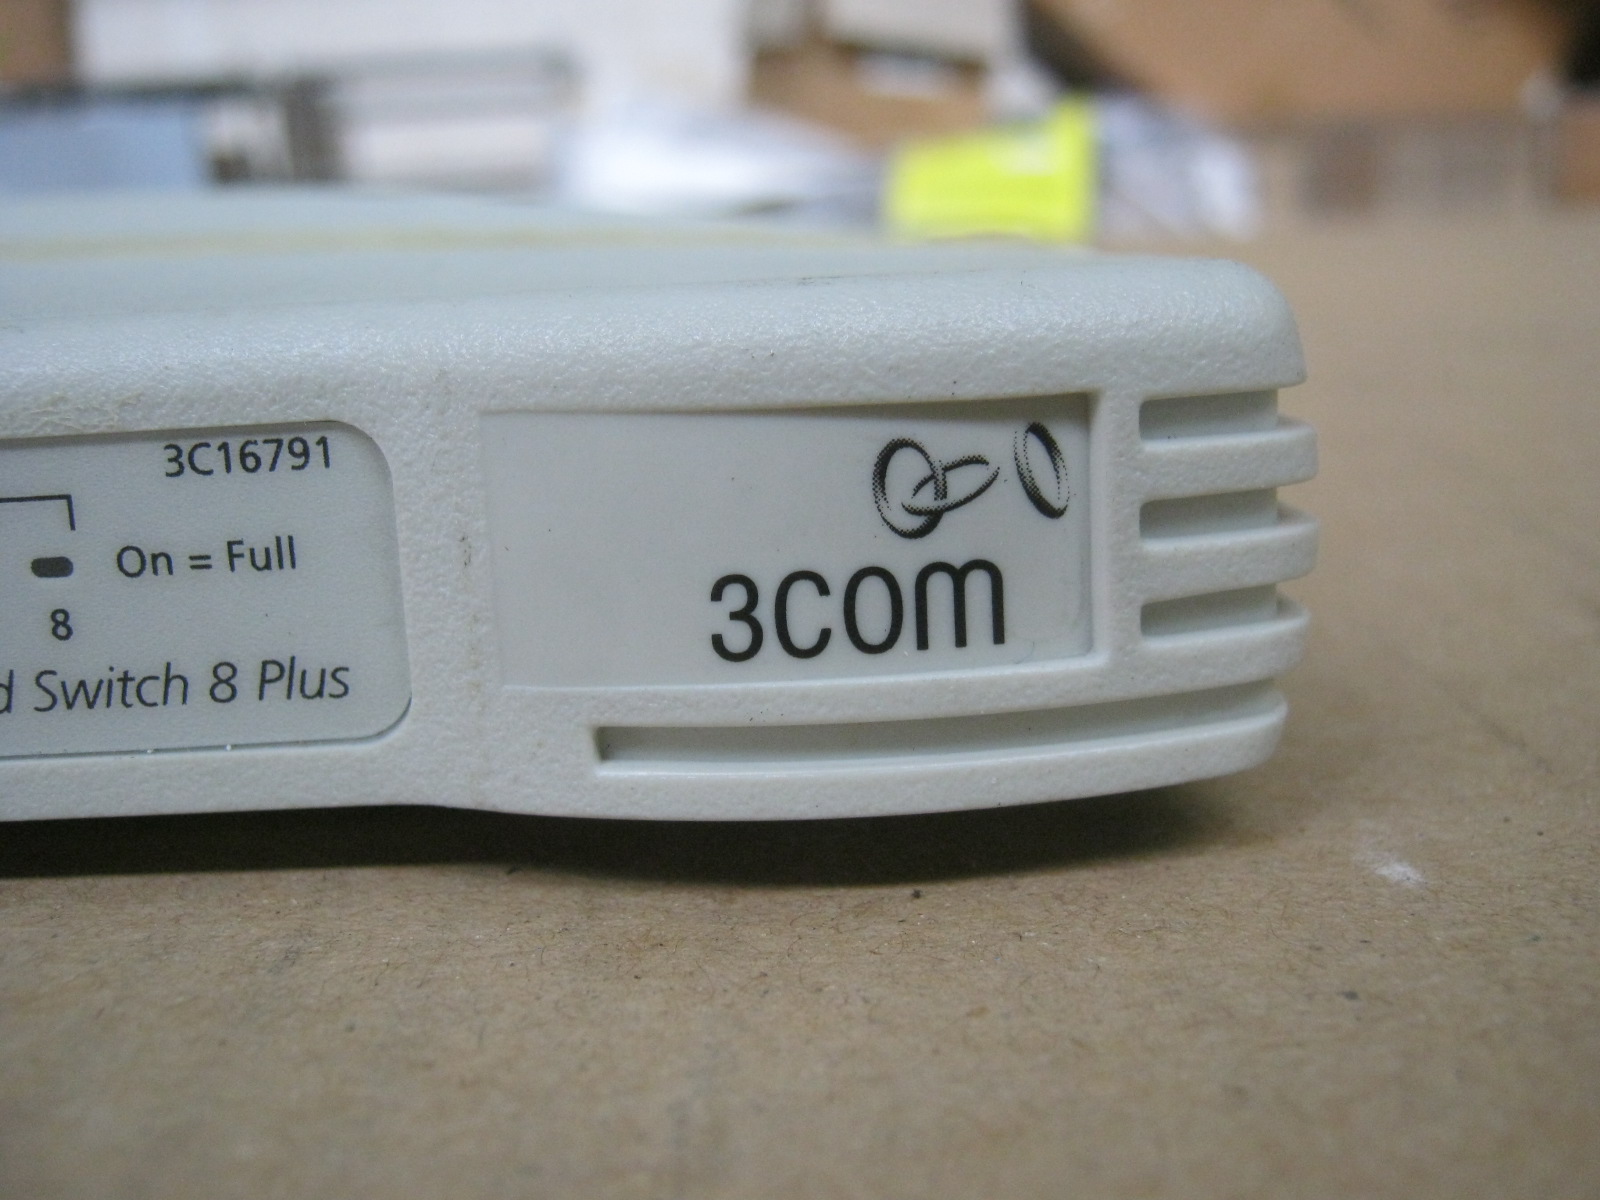 3C16791
On = Full
8
d Switch 8 Plus
3COM